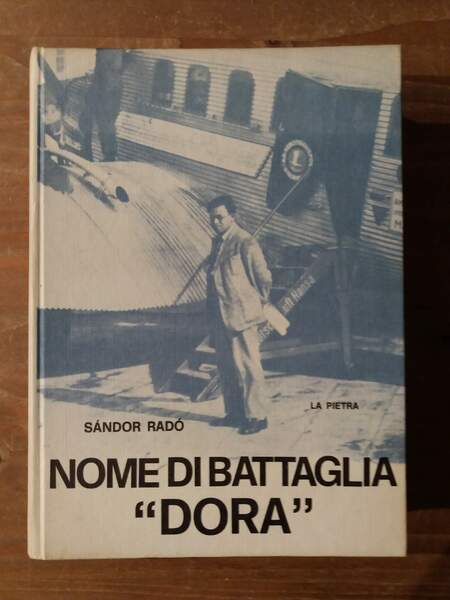 LA PIETRA
SÁNDOR RADÓ
NOME DI BATTAGLIA
“DORA”